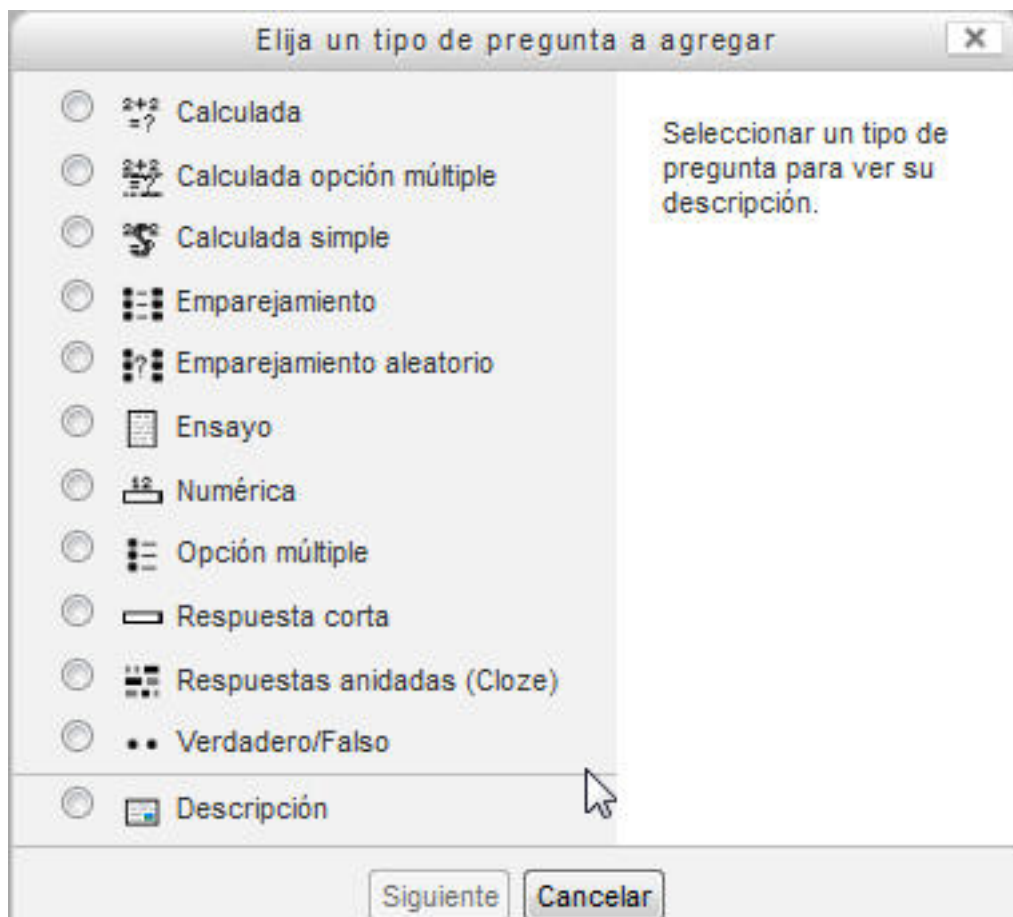 Elija un tipo de pregunta a agregar
Calculada
Calculada opción múltiple
Calculada simple
Emparejamiento
Emparejamiento aleatorio
Ensayo
Numérica
Opción múltiple
Respuesta corta
Respuestas anidadas (Cloze)
Verdadero/Falso
Descripción
Seleccionar un tipo de
pregunta para ver su
descripción.
Siguiente
Cancelar